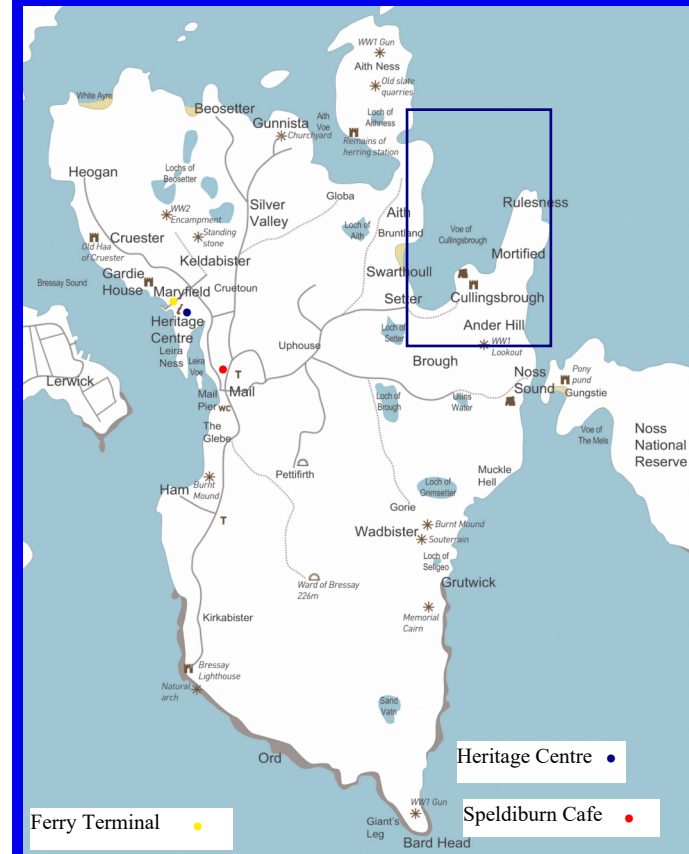 WW1 Gun
Aith Ness
Old slate
quarries
White Ayre
Beosetter
Gunnista
Churchyard
Aith
Voe
Loch of
Aithness
Remains of
herring station
Heogan
Lochs of
Beosetter
Silver
Valley
Globa
Rulesness
WW2
Encampment
Aith
Bruntland
Voe of
Cullingsbrough
Standing
stone
Loch of
Aith
Old Haa
of Cruester
Cruester
Mortified
Keldabister
Swarthoull
Gardie
House
Bressay Sound
Maryfield
Cruetoun
Setter
Cullingsbrough
i
Heritage
Centre
Ander Hill
Loch of
Setter
WW1
Lookout
Leira
Ness
Leira
Voe
Uphouse
Brough
Lerwick
T
Noss
Sound
Pony
pund
Gungstie
Mail
Mail
Pier
WC
Loch of
Brough
Ullins
Water
Voe of
The Mels
Noss
National
Reserve
The
Glebe
Muckle
Hell
Pettifirth
Loch of
Grimsetter
Ham
Burnt
Mound
Gorie
T
Wadbister
Burnt Mound
Souterrain
Loch of
Seligeo
Ward of Bressay
226m
Grutwick
Memorial
Cairn
Kirkabister
Bressay
Lighthouse
Natural
arch
Sand
Vatn
Ord
Heritage Centre
WW1 Gun
Giant's
Leg
Bard Head
Speldiburn Cafe
Ferry Terminal